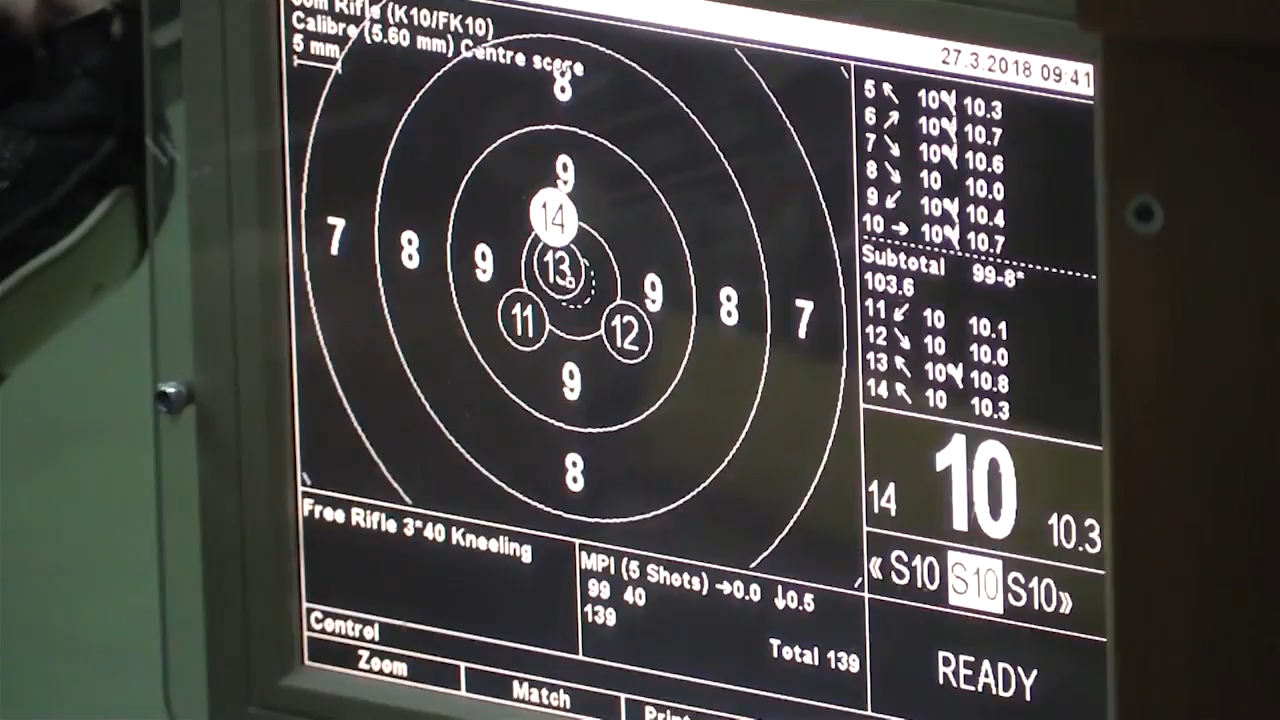 Rifle (K10/FK10)
Calibre (5.60 mm) Centre score
5 mm
27.3.2018 09:41
8
9
14
7 8 9 13 9 8 7
11 12
9
8
5 ↖ 10* 10.3
6 ↗ 10* 10.7
7 ↘ 10* 10.6
8 ↘ 10 10.0
9 ↙ 10* 10.4
10 → 10* 10.7
Subtotal 99-8*
103.6
11 ↙ 10 10.1
12 ↘ 10 10.0
13 ↖ 10* 10.8
14 ↖ 10 10.3
14 10 10.3
« S10 S10 S10 »
READY
Free Rifle 3*40 Kneeling
MPI (5 Shots) →0.0 ↓0.5
99 40
139
Total 139
Control
Zoom Match